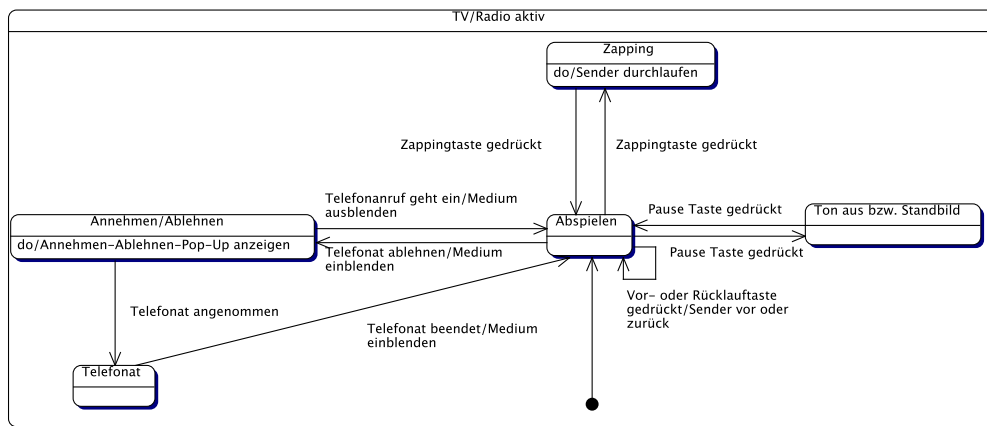 TV/Radio aktiv
Zapping
do/Sender durchlaufen
Zappingtaste gedrückt
Zappingtaste gedrückt
Telefonanruf geht ein/Medium
ausblenden
Annehmen/Ablehnen
do/Annehmen-Ablehnen-Pop-Up anzeigen
Abspielen
Pause Taste gedrückt
Ton aus bzw. Standbild
Telefonat ablehnen/Medium
einblenden
Pause Taste gedrückt
Vor- oder Rücklauftaste
gedrückt/Sender vor oder
zurück
Telefonat angenommen
Telefonat beendet/Medium
einblenden
Telefonat